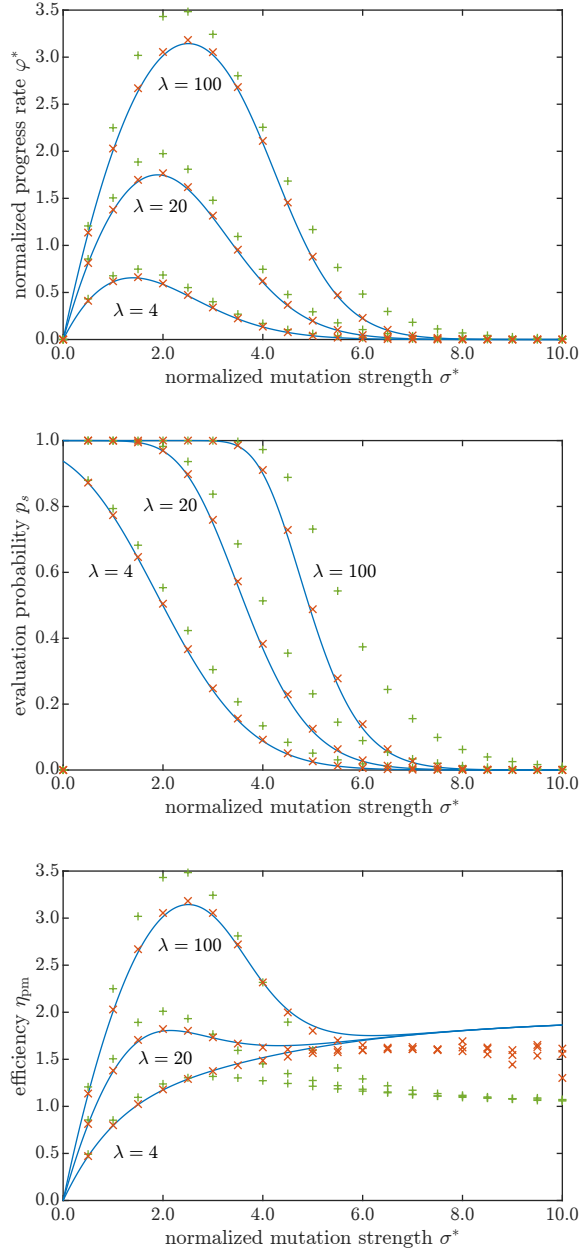 3.5
3.0
2.5
2.0
1.5
1.0
0.5
0.0
normalized progress rate φ*
λ = 100
λ = 20
λ = 4
0.0 2.0 4.0 6.0 8.0 10.0
normalized mutation strength σ*
1.0
0.8
0.6
0.4
0.2
0.0
evaluation probability pₛ
λ = 20
λ = 4
λ = 100
0.0 2.0 4.0 6.0 8.0 10.0
normalized mutation strength σ*
3.5
3.0
2.5
2.0
1.5
1.0
0.5
0.0
efficiency ηpm
λ = 100
λ = 20
λ = 4
0.0 2.0 4.0 6.0 8.0 10.0
normalized mutation strength σ*